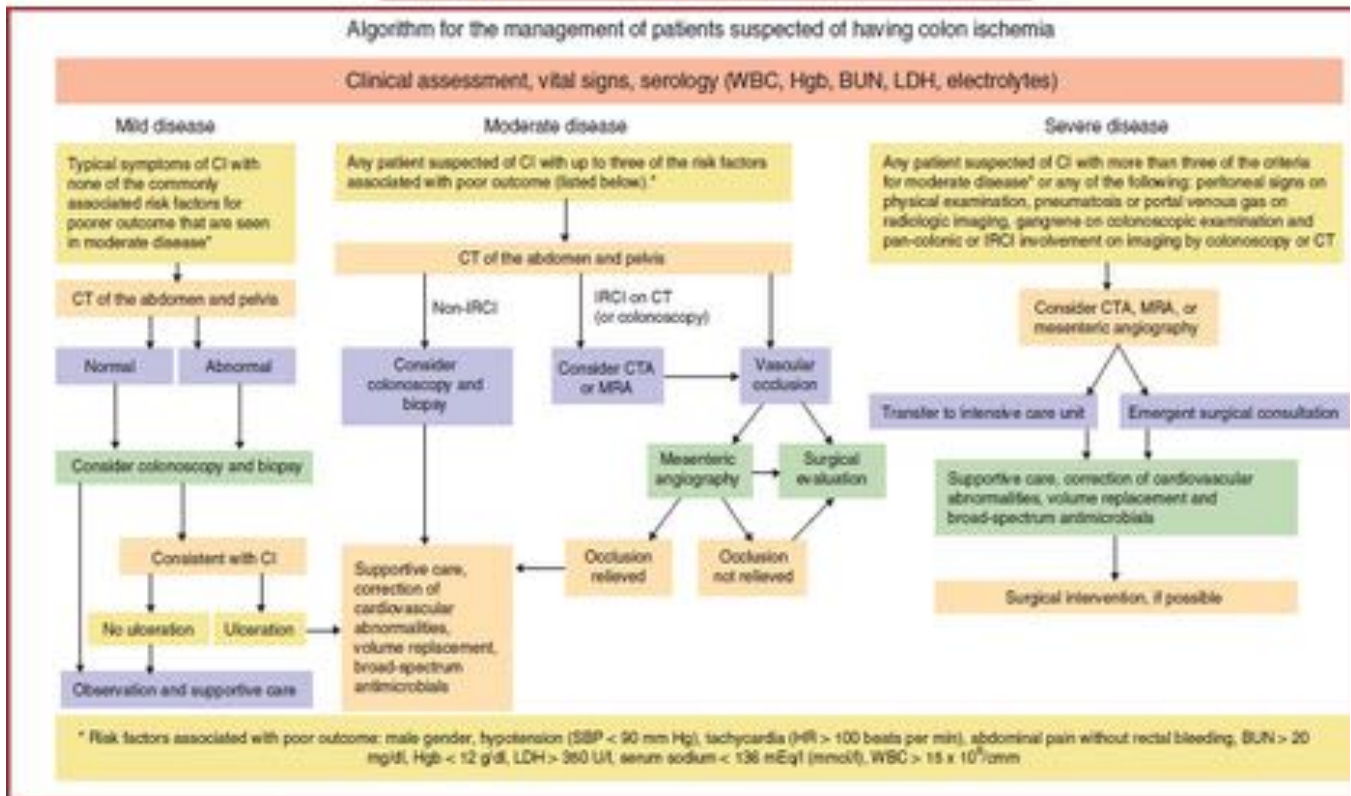 Algorithm for the management of patients suspected of having colon ischemia
Clinical assessment, vital signs, serology (WBC, Hgb, BUN, LDH, electrolytes)
Mild disease
Typical symptoms of CI with
none of the commonly
associated risk factors for
poorer outcome that are seen
in moderate disease*
CT of the abdomen and pelvis
Normal
Abnormal
Consider colonoscopy and biopsy
Consistent with CI
No ulceration
Ulceration
Observation and supportive care
Moderate disease
Any patient suspected of CI with up to three of the risk factors
associated with poor outcome (listed below).*
CT of the abdomen and pelvis
Non-IRCI
IRCI on CT
(or colonoscopy)
Consider
colonoscopy and
biopsy
Consider CTA
or MRA
Vascular
occlusion
Mesenteric
angiography
Surgical
evaluation
Occlusion
relieved
Occlusion
not relieved
Supportive care,
correction of
cardiovascular
abnormalities,
volume replacement,
broad-spectrum
antimicrobials
Severe disease
Any patient suspected of CI with more than three of the criteria
for moderate disease* or any of the following: peritoneal signs on
physical examination, pneumatosis or portal venous gas on
radiologic imaging, gangrene on colonoscopic examination and
pan-colonic or IRCI involvement on imaging by colonoscopy or CT
Consider CTA, MRA, or
mesenteric angiography
Transfer to intensive care unit
Emergent surgical consultation
Supportive care, correction of cardiovascular
abnormalities, volume replacement and
broad-spectrum antimicrobials
Surgical intervention, if possible
* Risk factors associated with poor outcome: male gender, hypotension (SBP < 90 mm Hg), tachycardia (HR > 100 beats per min), abdominal pain without rectal bleeding, BUN > 20
mg/dl, Hgb < 12 g/dl, LDH > 350 U/l, serum sodium < 136 mEq/l (mmol/l), WBC > 15 x /cmm